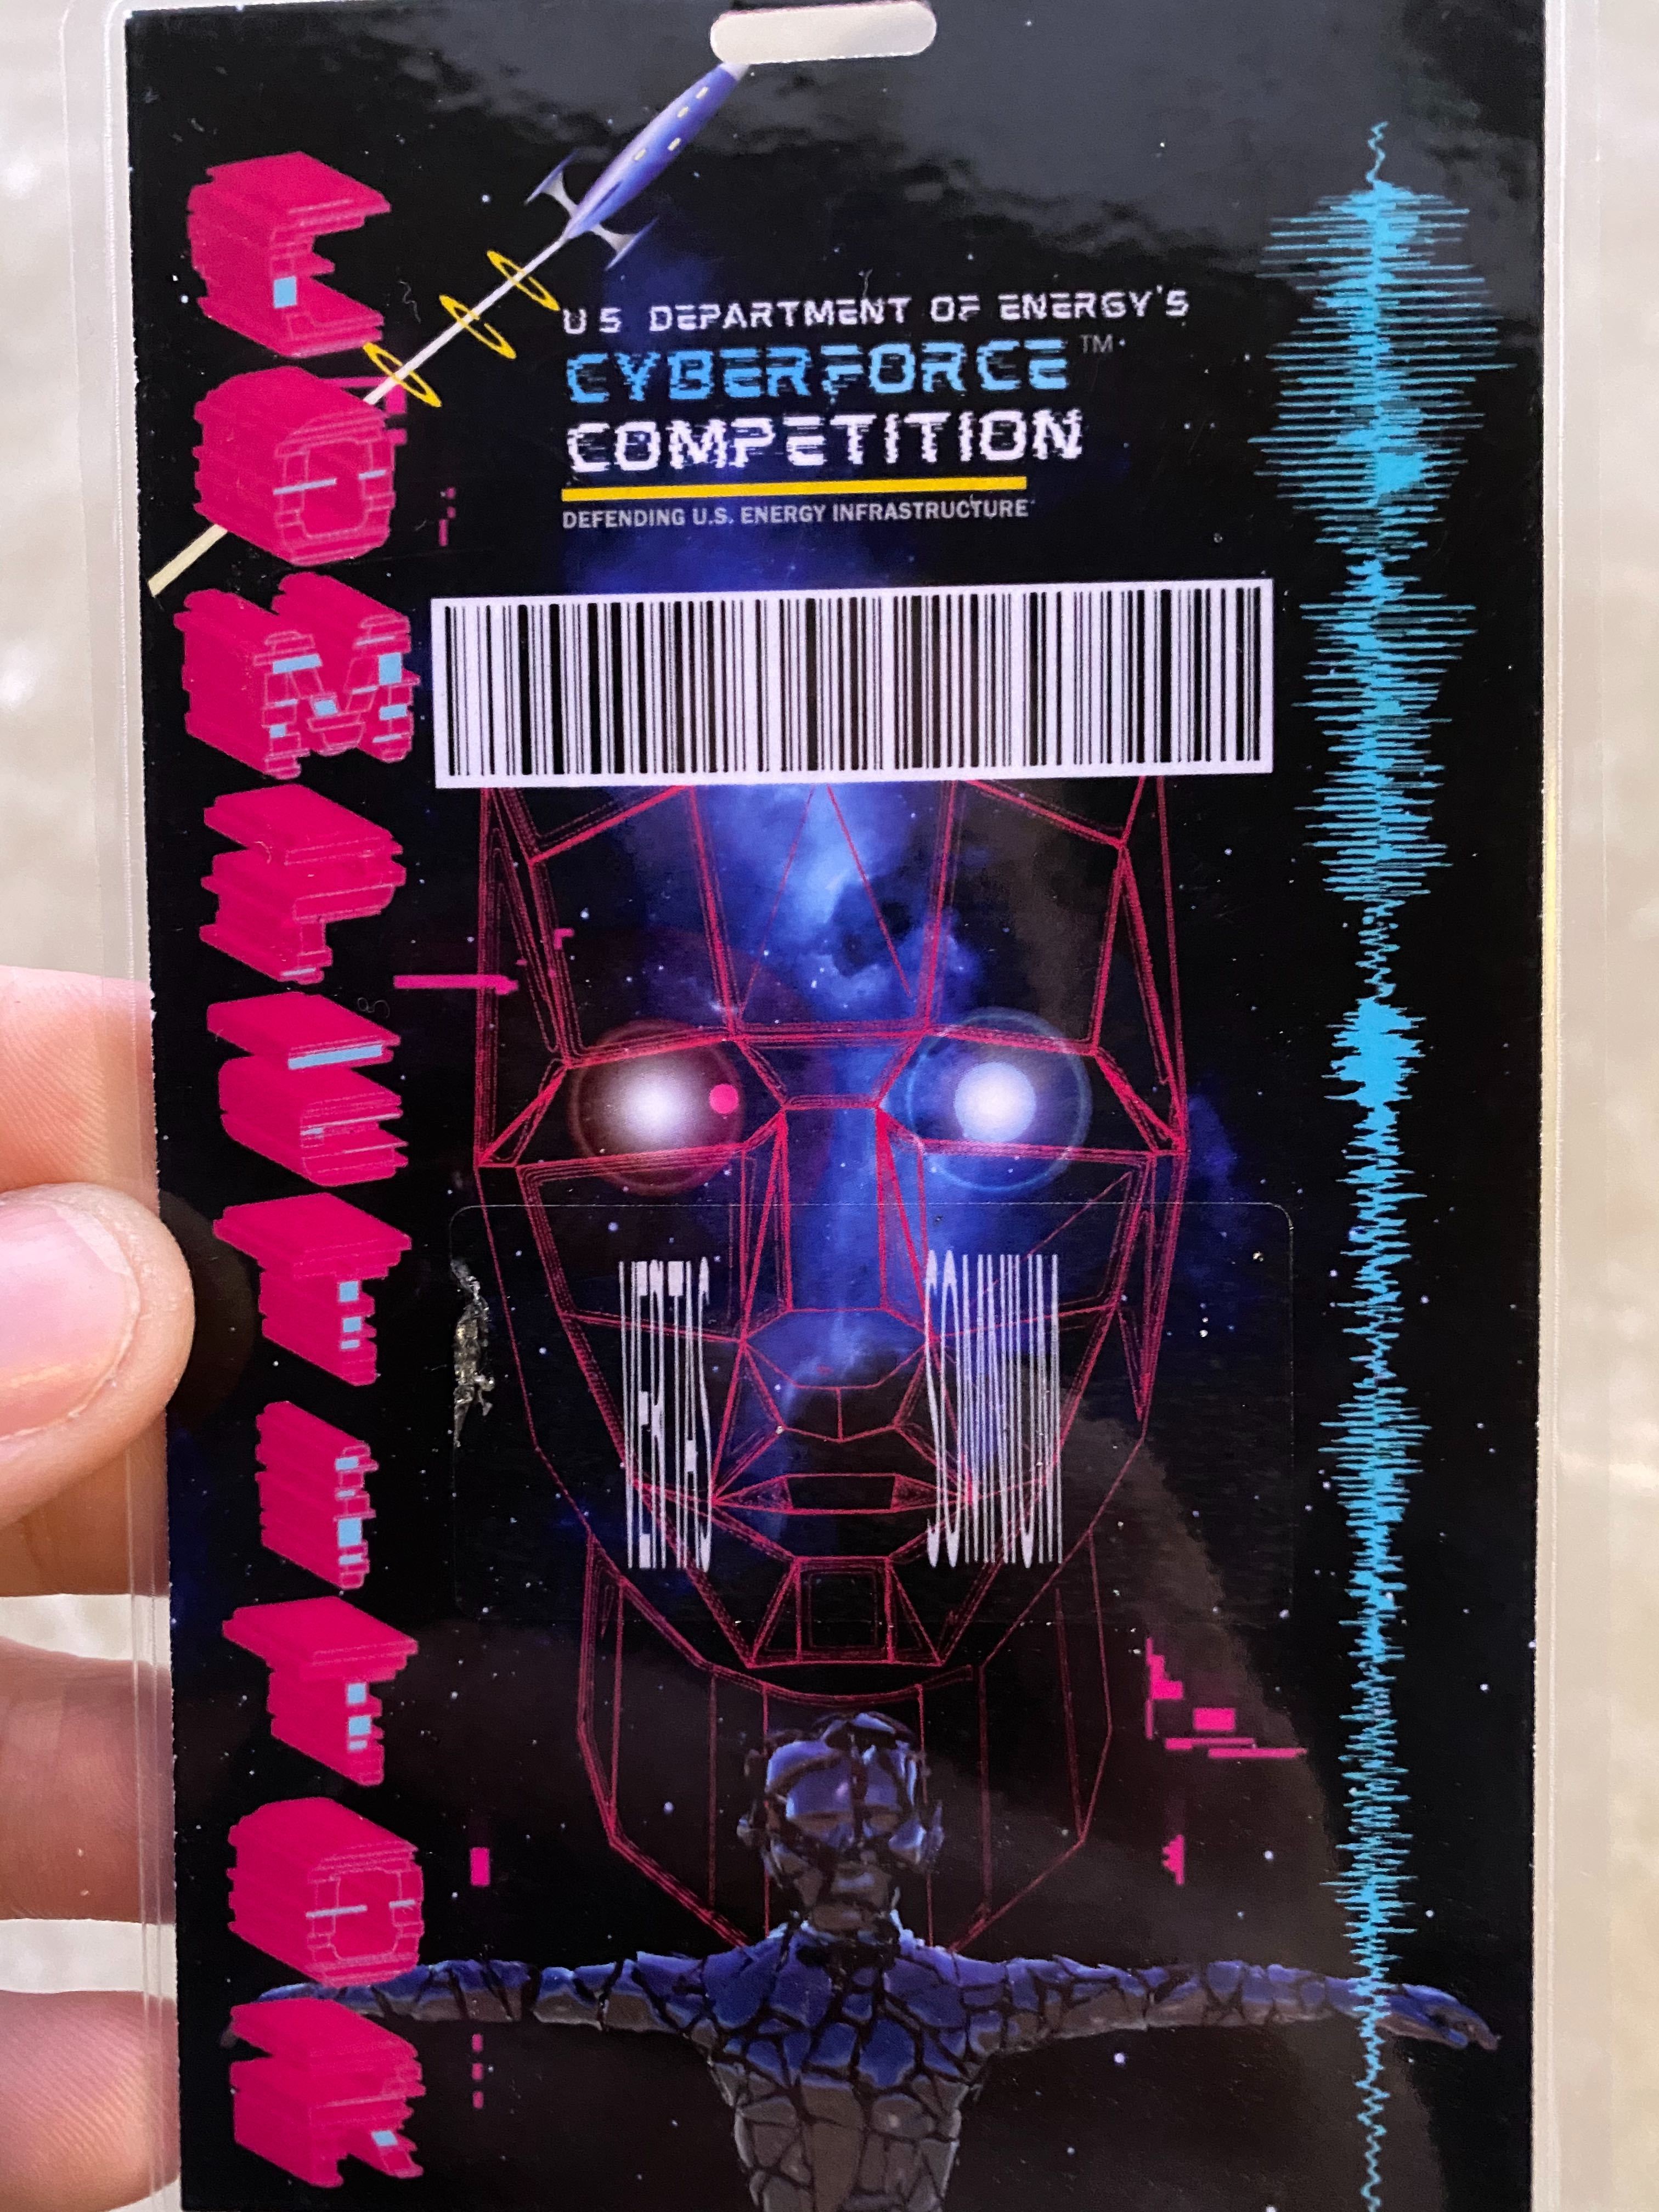 COMPETITOR
U S DEPARTMENT OF ENERGY'S
CYBERFORCE™
COMPETITION
DEFENDING U.S. ENERGY INFRASTRUCTURE
VERITAS
SOMNIUM